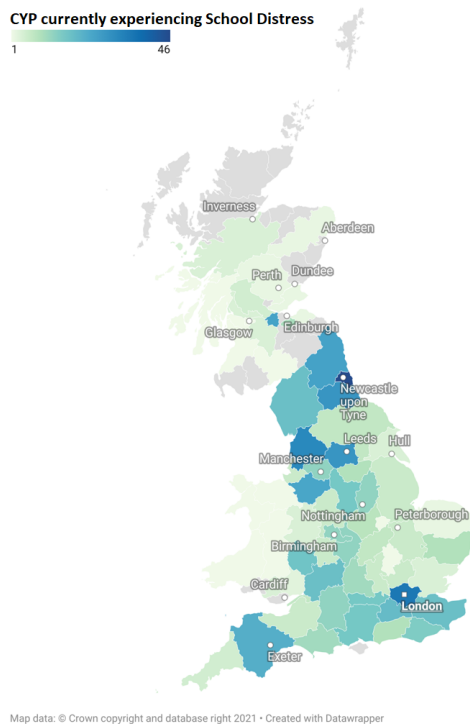 CYP currently experiencing School Distress
1 46
Inverness
Aberdeen
Perth
Dundee
Glasgow
Edinburgh
Newcastle
upon
Tyne
Leeds
Hull
Manchester
Nottingham
Peterborough
Birmingham
Cardiff
London
Exeter
Map data: © Crown copyright and database right 2021 • Created with Datawrapper